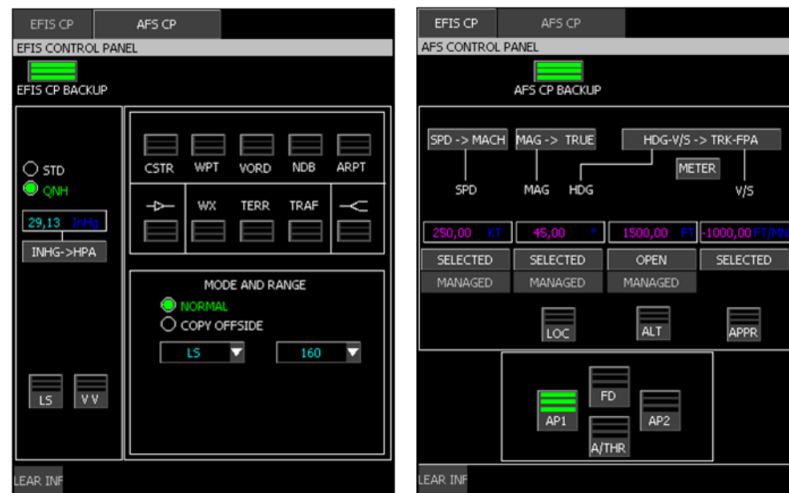 EFIS CP AFS CP
EFIS CONTROL PANEL
EFIS CP BACKUP
STD
QNH
29,13 InHg
INHG->HPA
LS V V
CSTR WPT VORD NDB ARPT
WX TERR TRAF
MODE AND RANGE
NORMAL
COPY OFFSIDE
LS 160
LEAR INF
EFIS CP AFS CP
AFS CONTROL PANEL
AFS CP BACKUP
SPD -> MACH MAG -> TRUE HDG-V/S -> TRK-FPA
METER
SPD MAG HDG V/S
250,00 KT 45,00 ° 1500,00 FT -1000,00 FT/MN
SELECTED SELECTED OPEN SELECTED
MANAGED MANAGED MANAGED
LOC ALT APPR
FD
AP1 AP2
A/THR
LEAR INF